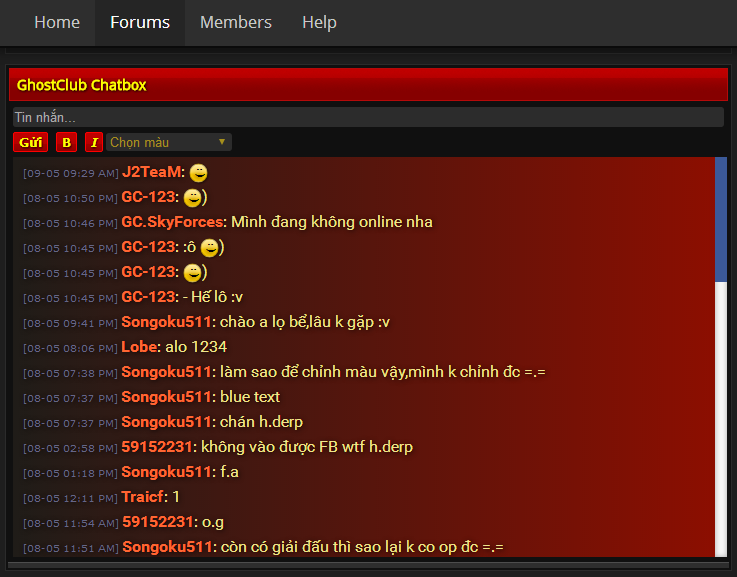 Home Forums Members Help
GhostClub Chatbox
Tin nhắn...
Gửi B I Chọn màu
[09-05 09:29 AM] J2TeaM:
[08-05 10:50 PM] GC-123: )
[08-05 10:46 PM] GC.SkyForces: Mình đang không online nha
[08-05 10:45 PM] GC-123: :ô )
[08-05 10:45 PM] GC-123: )
[08-05 10:45 PM] GC-123: - Hế lô :v
[08-05 09:41 PM] Songoku511: chào a lọ bể,lâu k gặp :v
[08-05 08:06 PM] Lobe: alo 1234
[08-05 07:38 PM] Songoku511: làm sao để chỉnh màu vậy,mình k chỉnh đc =.=
[08-05 07:37 PM] Songoku511: blue text
[08-05 07:37 PM] Songoku511: chán h.derp
[08-05 02:58 PM] 59152231: không vào được FB wtf h.derp
[08-05 01:18 PM] Songoku511: f.a
[08-05 12:11 PM] Traicf: 1
[08-05 11:54 AM] 59152231: o.g
[08-05 11:51 AM] Songoku511: còn có giải đấu thì sao lại k co op đc =.=